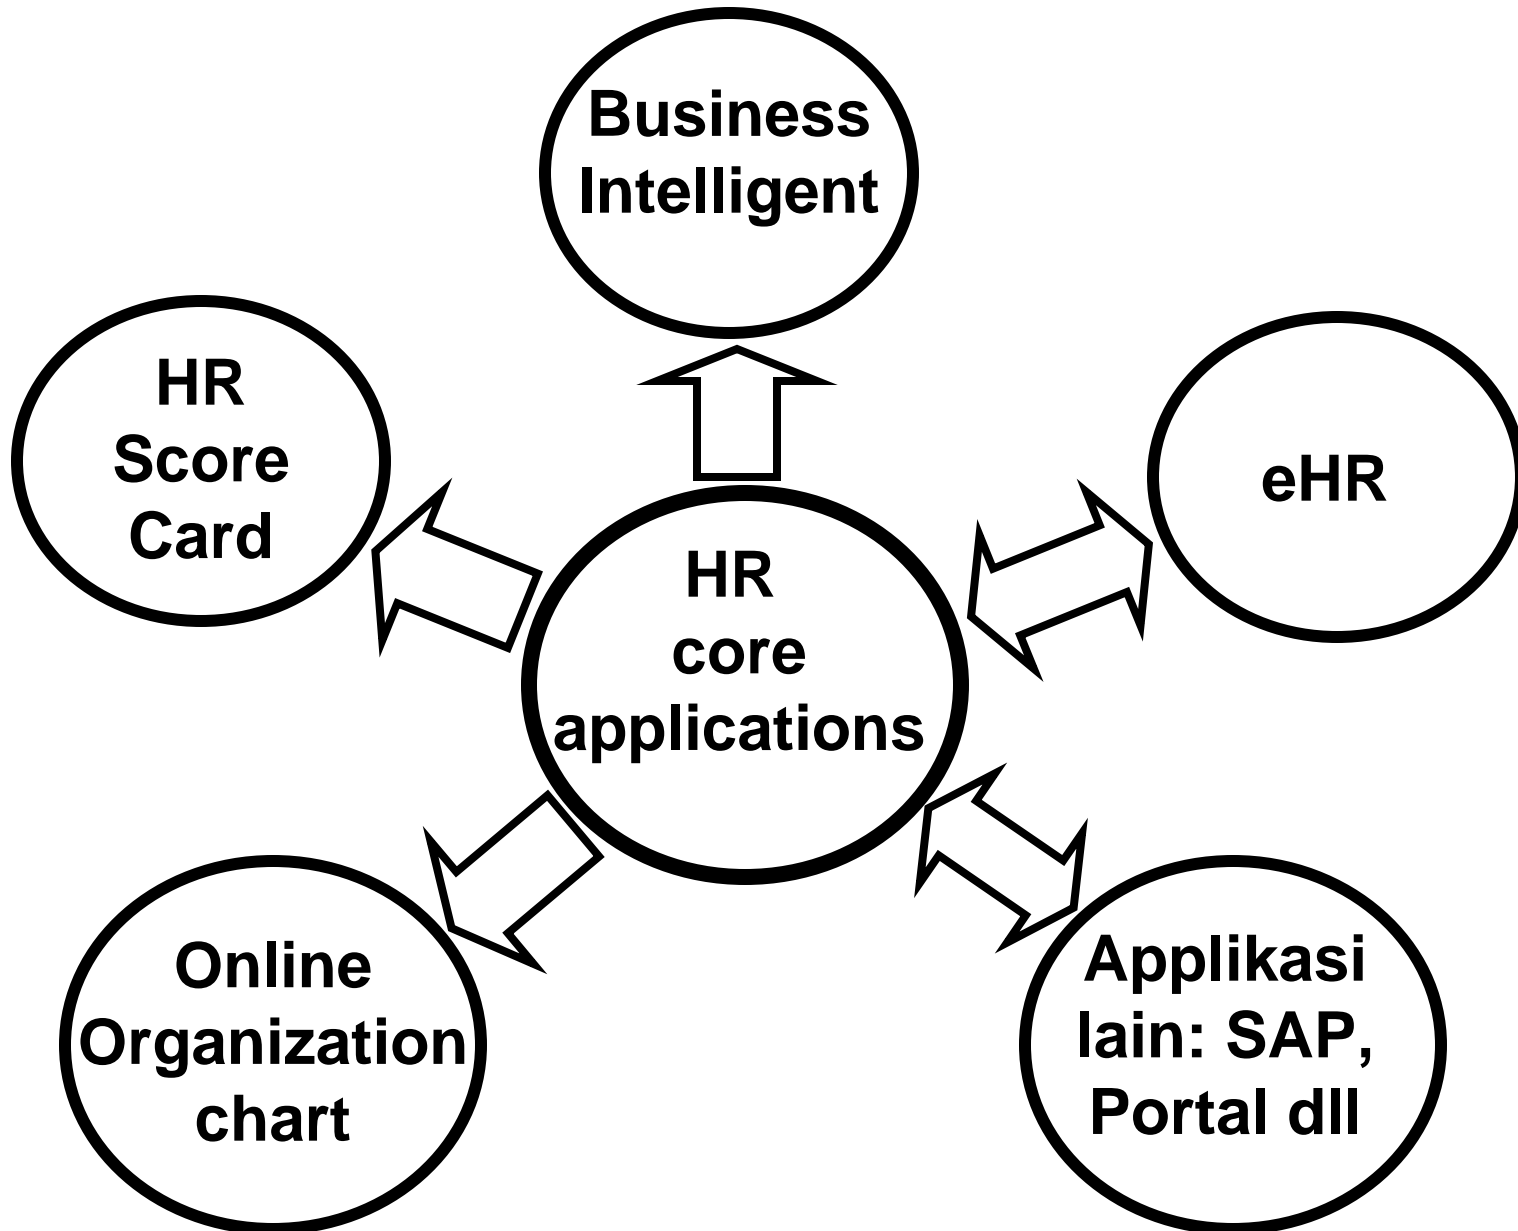 Business
Intelligent
HR
Score
Card
eHR
HR
core
applications
Online
Organization
chart
Applikasi
lain: SAP,
Portal dll